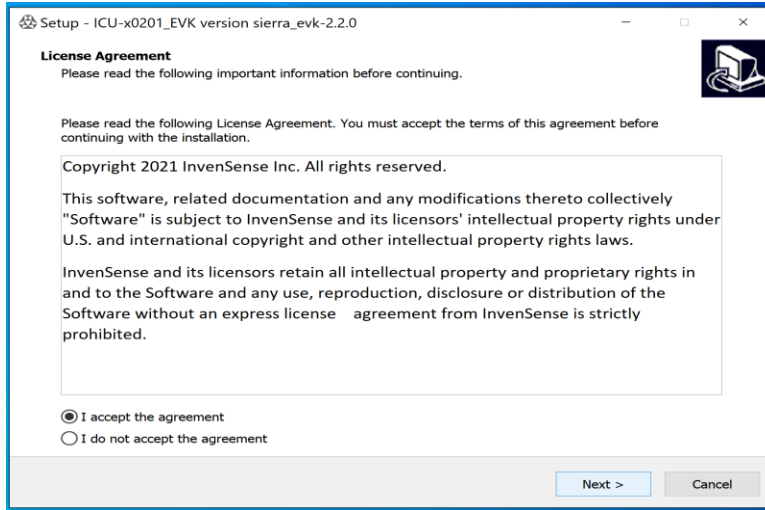 Setup - ICU-x0201_EVK version sierra_evk-2.2.0
License Agreement
Please read the following important information before continuing.
Please read the following License Agreement. You must accept the terms of this agreement before
continuing with the installation.
Copyright 2021 InvenSense Inc. All rights reserved.
This software, related documentation and any modifications thereto collectively
"Software" is subject to InvenSense and its licensors' intellectual property rights under
U.S. and international copyright and other intellectual property rights laws.
InvenSense and its licensors retain all intellectual property and proprietary rights in
and to the Software and any use, reproduction, disclosure or distribution of the
Software without an express license    agreement from InvenSense is strictly
prohibited.
I accept the agreement
I do not accept the agreement
Next >
Cancel